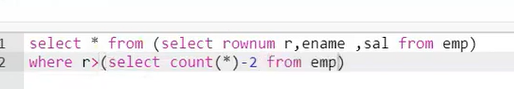 1 select * from (select rownum r,ename ,sal from emp)
2 where r>(select count(*)-2 from emp)